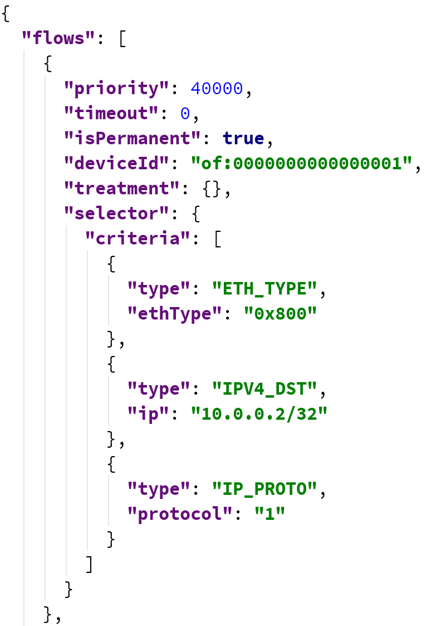 {
  "flows": [
    {
      "priority": 40000,
      "timeout": 0,
      "isPermanent": true,
      "deviceId": "of:0000000000000001",
      "treatment": {},
      "selector": {
        "criteria": [
          {
            "type": "ETH_TYPE",
            "ethType": "0x800"
          },
          {
            "type": "IPV4_DST",
            "ip": "10.0.0.2/32"
          },
          {
            "type": "IP_PROTO",
            "protocol": "1"
          }
        ]
      }
    },